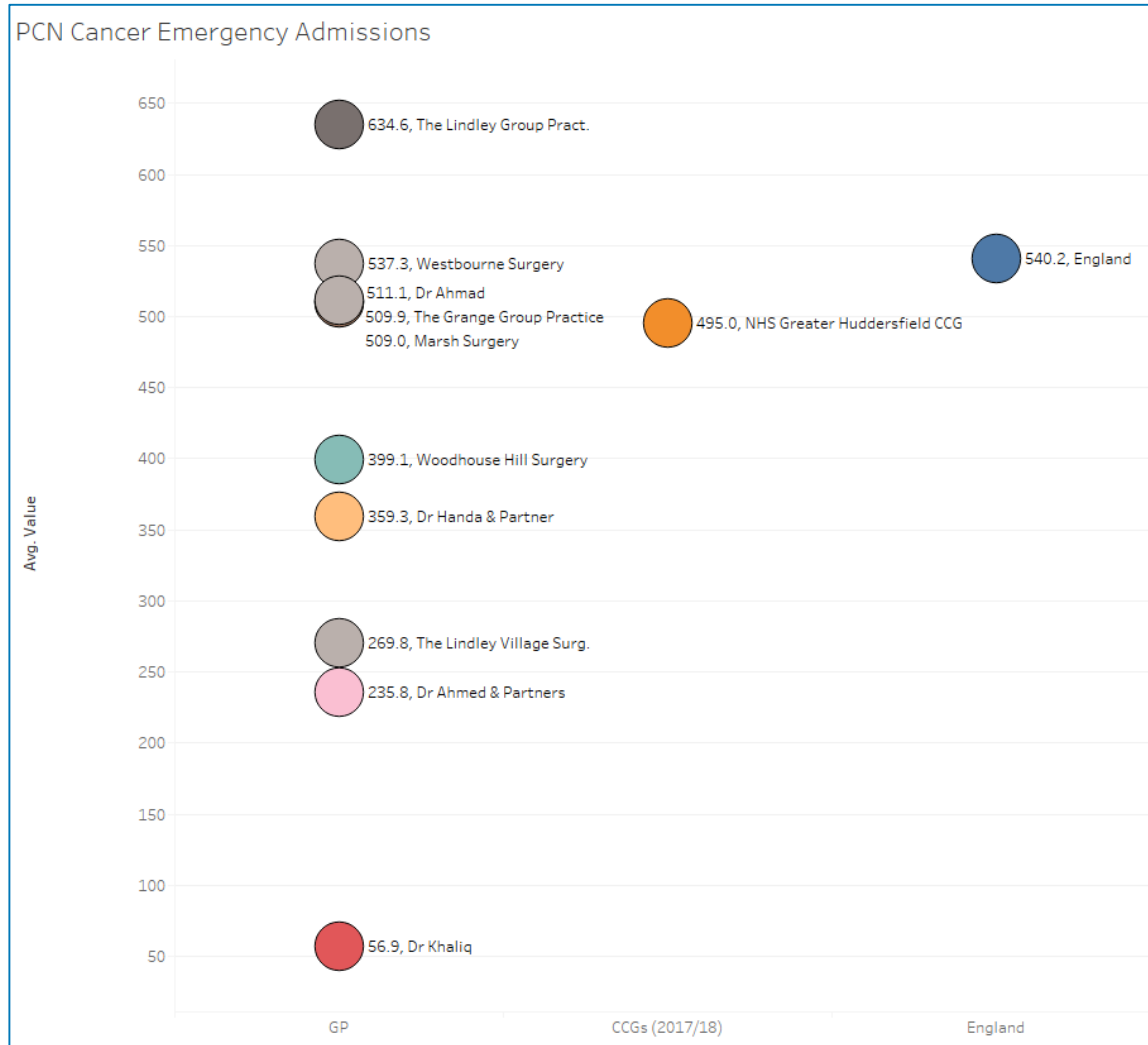 PCN Cancer Emergency Admissions
Avg. Value
650
600
550
500
450
400
350
300
250
200
150
100
50
634.6, The Lindley Group Pract.
537.3, Westbourne Surgery
511.1, Dr Ahmad
509.9, The Grange Group Practice
509.0, Marsh Surgery
399.1, Woodhouse Hill Surgery
359.3, Dr Handa & Partner
269.8, The Lindley Village Surg.
235.8, Dr Ahmed & Partners
56.9, Dr Khaliq
495.0, NHS Greater Huddersfield CCG
540.2, England
GP
CCGs (2017/18)
England